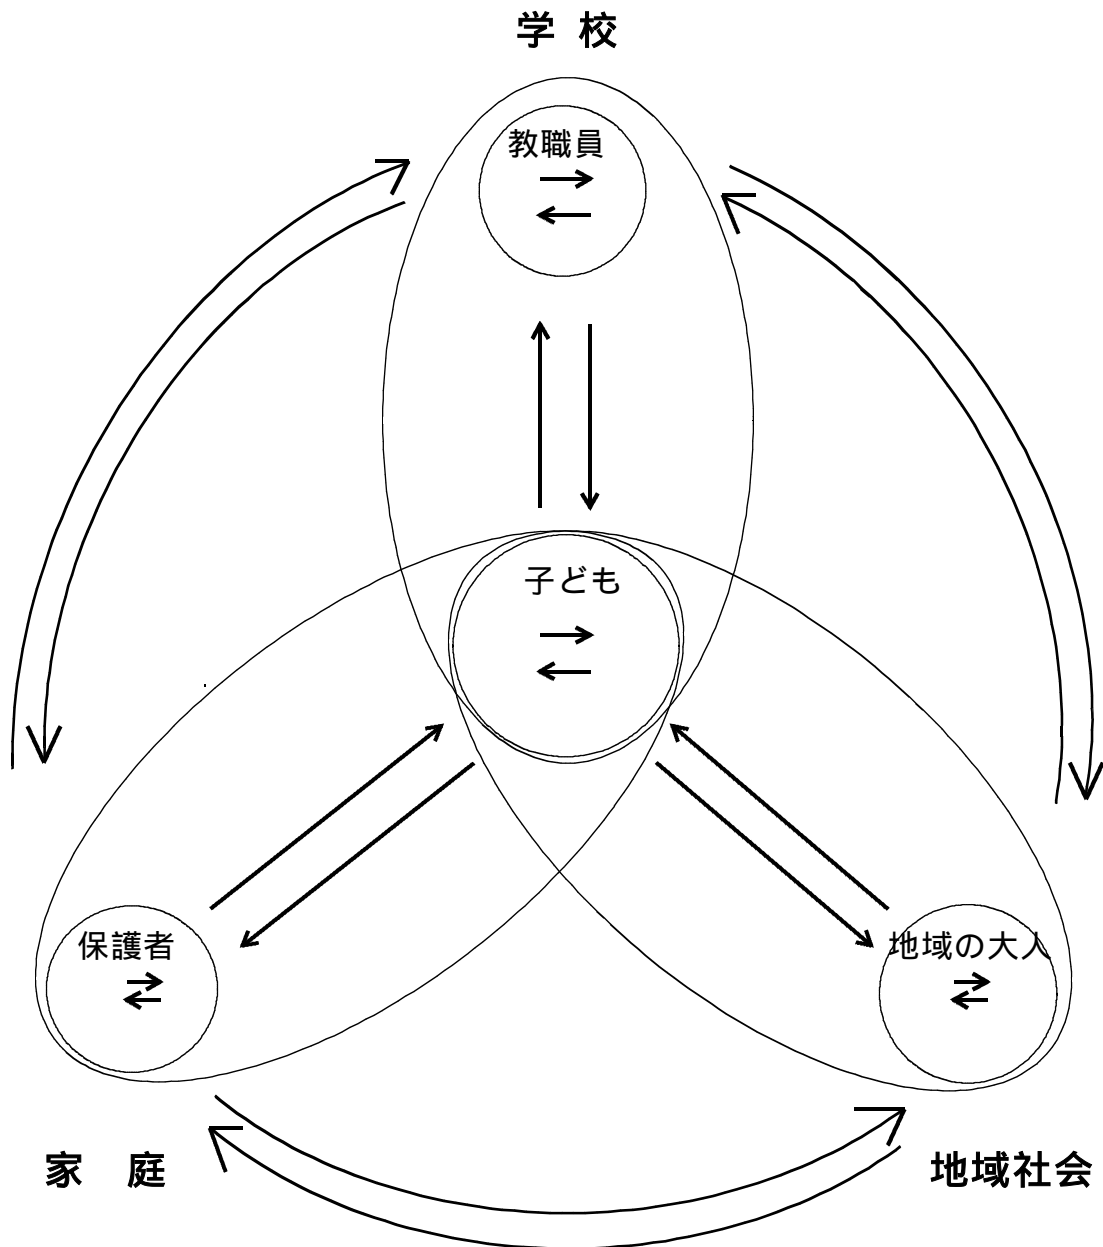 学 校
教職員
子ども
保護者
地域の大人
家 庭
地域社会